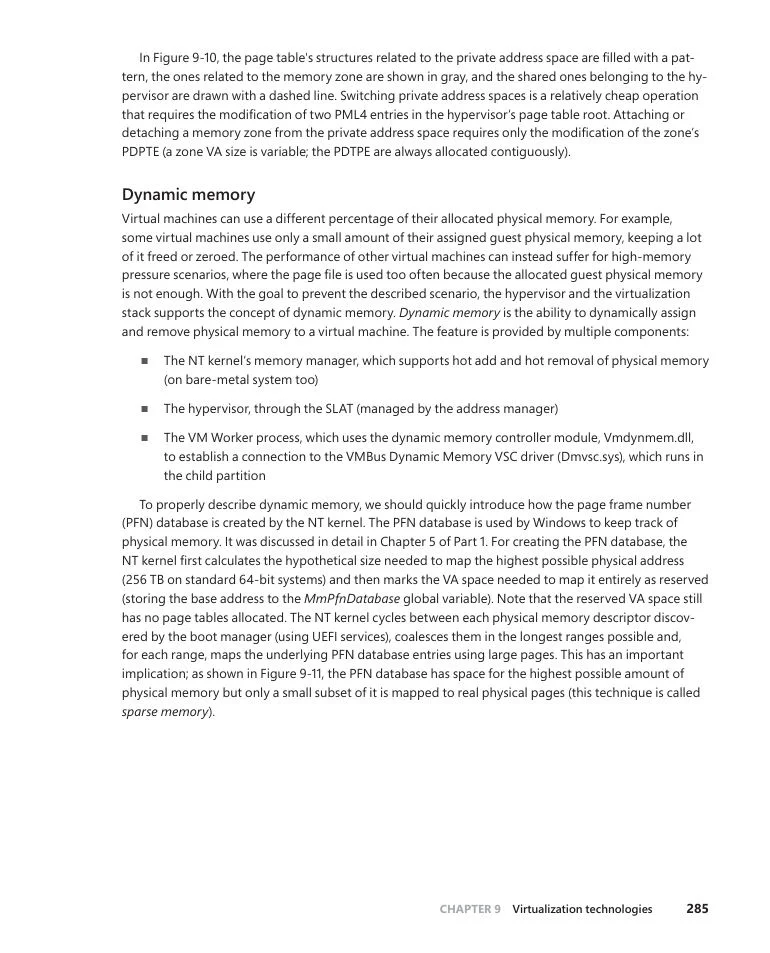 In Figure 9-10, the page table's structures related to the private address space are filled with a pat-
tern, the ones related to the memory zone are shown in gray, and the shared ones belonging to the hy-
pervisor are drawn with a dashed line. Switching private address spaces is a relatively cheap operation
that requires the modification of two PML4 entries in the hypervisor's page table root. Attaching or
detaching a memory zone from the private address space requires only the modification of the zone's
PDPTE (a zone VA size is variable; the PDTPE are always allocated contiguously).
Dynamic memory
Virtual machines can use a different percentage of their allocated physical memory. For example,
some virtual machines use only a small amount of their assigned guest physical memory, keeping a lot
of it freed or zeroed. The performance of other virtual machines can instead suffer for high-memory
pressure scenarios, where the page file is used too often because the allocated guest physical memory
is not enough. With the goal to prevent the described scenario, the hypervisor and the virtualization
stack supports the concept of dynamic memory. Dynamic memory is the ability to dynamically assign
and remove physical memory to a virtual machine. The feature is provided by multiple components:
■ The NT kernel's memory manager, which supports hot add and hot removal of physical memory
(on bare-metal system too)
■ The hypervisor, through the SLAT (managed by the address manager)
■ The VM Worker process, which uses the dynamic memory controller module, Vmdynmem.dll,
to establish a connection to the VMBus Dynamic Memory VSC driver (Dmvsc.sys), which runs in
the child partition
To properly describe dynamic memory, we should quickly introduce how the page frame number
(PFN) database is created by the NT kernel. The PFN database is used by Windows to keep track of
physical memory. It was discussed in detail in Chapter 5 of Part 1. For creating the PFN database, the
NT kernel first calculates the hypothetical size needed to map the highest possible physical address
(256 TB on standard 64-bit systems) and then marks the VA space needed to map it entirely as reserved
(storing the base address to the MmPfnDatabase global variable). Note that the reserved VA space still
has no page tables allocated. The NT kernel cycles between each physical memory descriptor discov-
ered by the boot manager (using UEFI services), coalesces them in the longest ranges possible and,
for each range, maps the underlying PFN database entries using large pages. This has an important
implication; as shown in Figure 9-11, the PFN database has space for the highest possible amount of
physical memory but only a small subset of it is mapped to real physical pages (this technique is called
sparse memory).
CHAPTER 9 Virtualization technologies 285